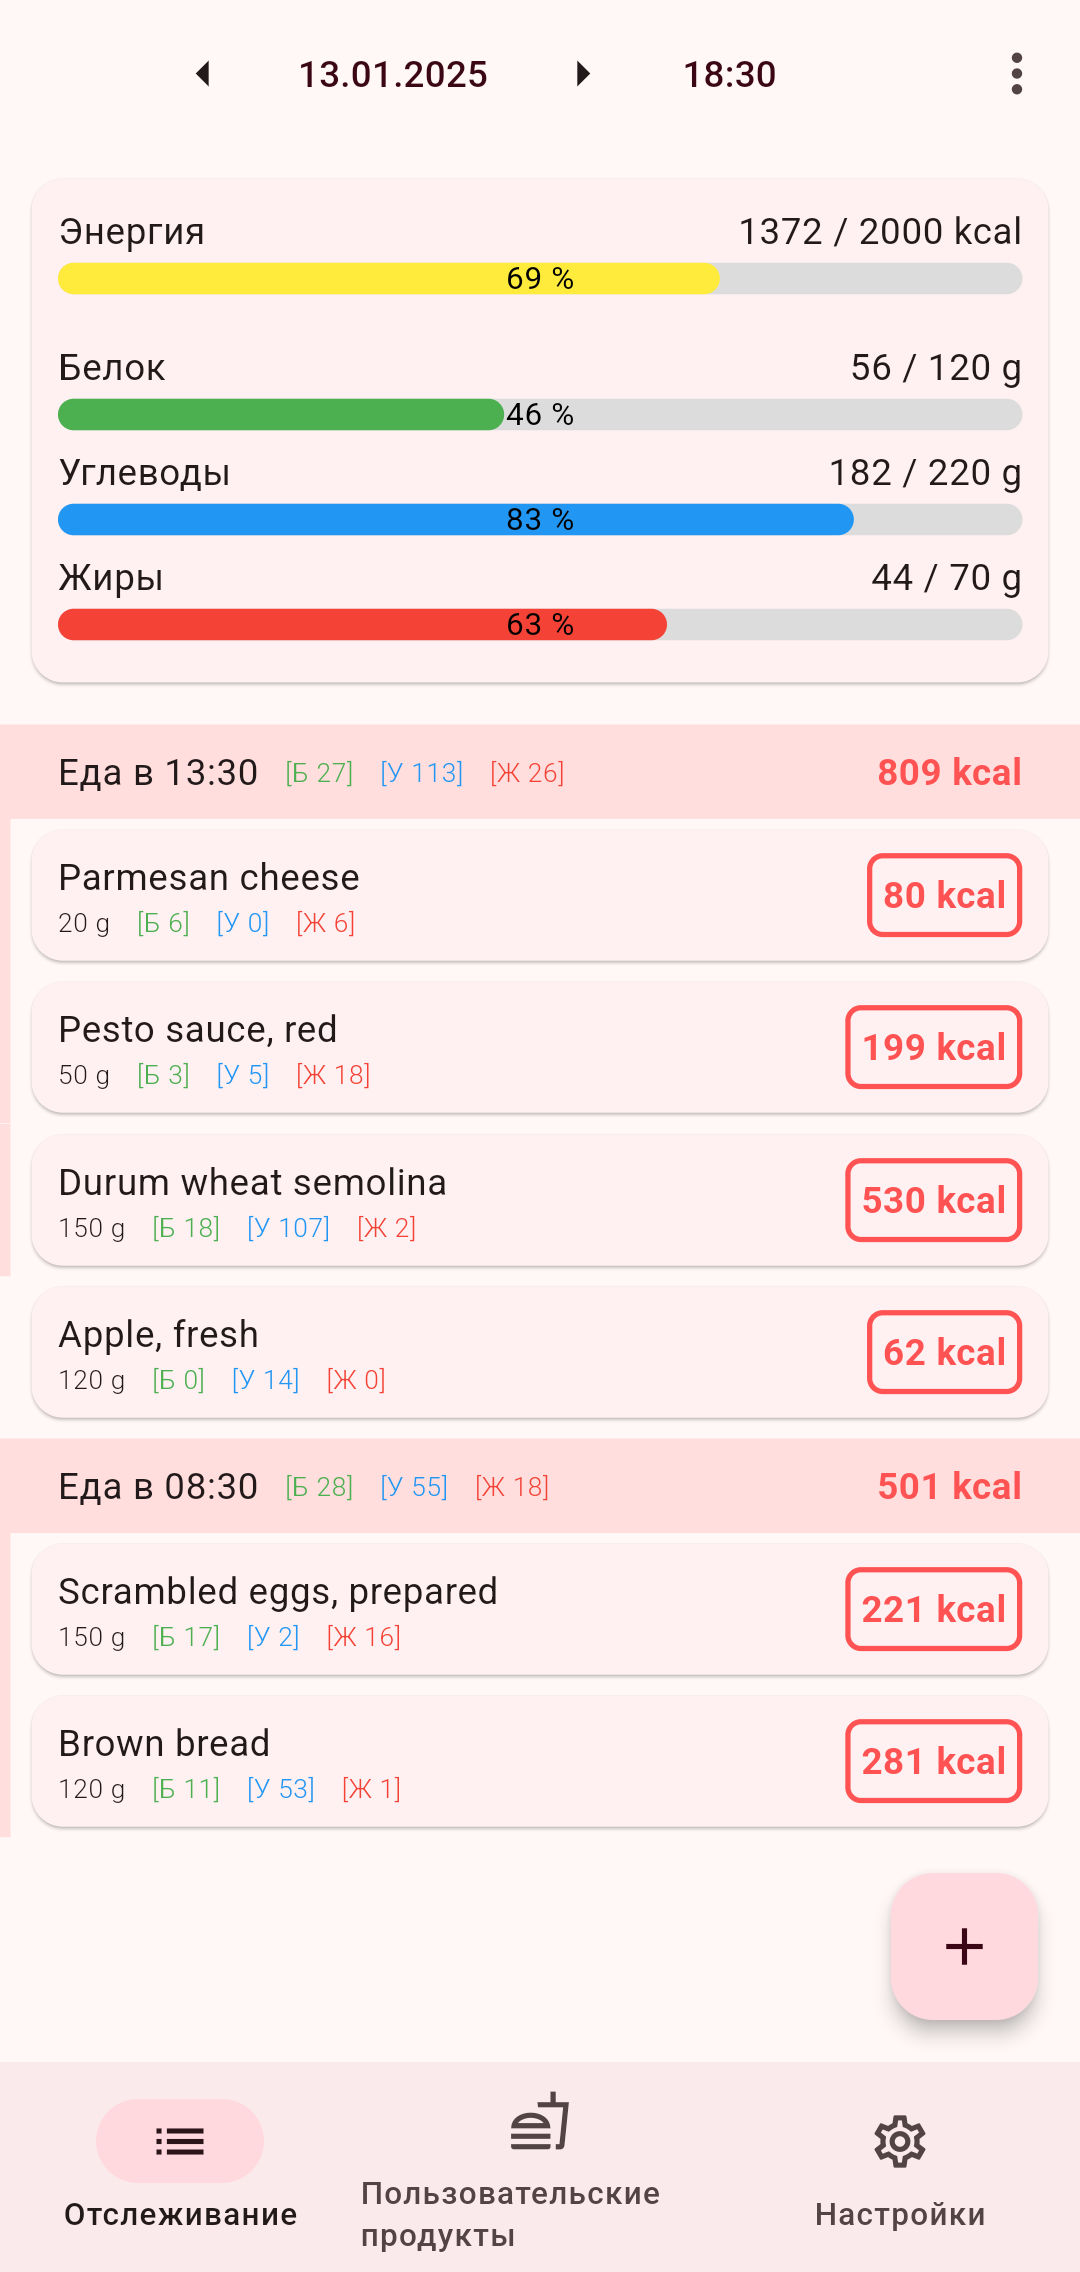 13.01.2025 18:30
Энергия 1372 / 2000 kcal
69 %
Белок 56 / 120 g
46 %
Углеводы 182 / 220 g
83 %
Жиры 44 / 70 g
63 %
Еда в 13:30 [Б 27] [У 113] [Ж 26] 809 kcal
Parmesan cheese
20 g [Б 6] [У 0] [Ж 6]
80 kcal
Pesto sauce, red
50 g [Б 3] [У 5] [Ж 18]
199 kcal
Durum wheat semolina
150 g [Б 18] [У 107] [Ж 2]
530 kcal
Apple, fresh
120 g [Б 0] [У 14] [Ж 0]
62 kcal
Еда в 08:30 [Б 28] [У 55] [Ж 18] 501 kcal
Scrambled eggs, prepared
150 g [Б 17] [У 2] [Ж 16]
221 kcal
Brown bread
120 g [Б 11] [У 53] [Ж 1]
281 kcal
Отслеживание
Пользовательские
продукты
Настройки